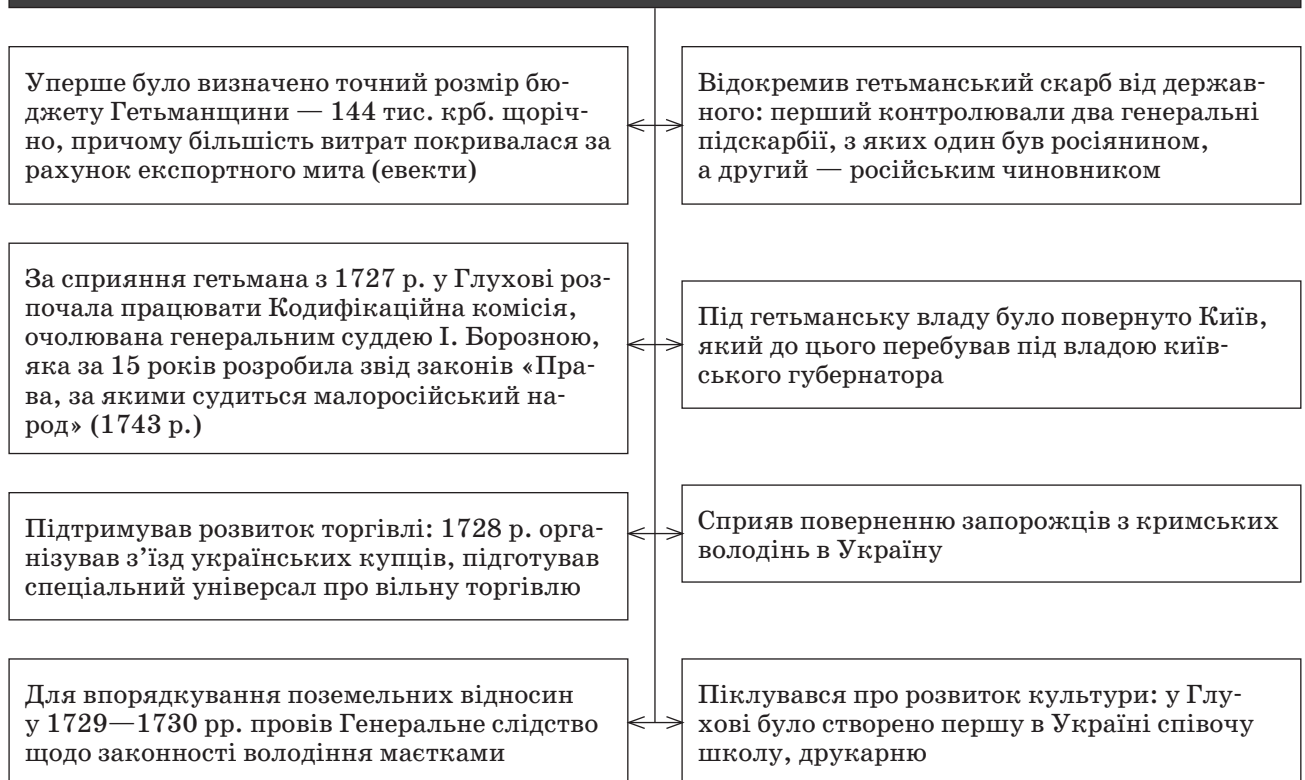 Уперше було визначено точний розмір бю-
джету Гетьманщини — 144 тис. крб. щоріч-
но, причому більшість витрат покривалася за
рахунок експортного мита (евекти)
Відокремив гетьманський скарб від держав-
ного: перший контролювали два генеральні
підскарбії, з яких один був росіянином,
а другий — російським чиновником
За сприяння гетьмана з 1727 р. у Глухові роз-
почала працювати Кодифікаційна комісія,
очолювана генеральним суддею І. Борозною,
яка за 15 років розробила звід законів «Пра-
ва, за якими судиться малоросійський на-
род» (1743 р.)
Під гетьманську владу було повернуто Київ,
який до цього перебував під владою київ-
ського губернатора
Підтримував розвиток торгівлі: 1728 р. орга-
нізував з’їзд українських купців, підготував
спеціальний універсал про вільну торгівлю
Сприяв поверненню запорожців з кримських
володінь в Україну
Для впорядкування поземельних відносин
у 1729—1730 рр. провів Генеральне слідство
щодо законності володіння маєтками
Піклувався про розвиток культури: у Глу-
хові було створено першу в Україні співочу
школу, друкарню